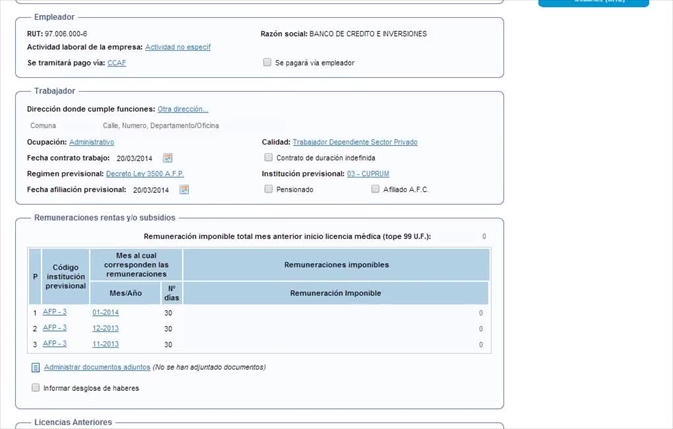 Empleador
RUT: 97.006.000-6 Razón social: BANCO DE CREDITO E INVERSIONES
Actividad laboral de la empresa: Actividad no especif
Se tramitará pago vía: CCAF Se pagará vía empleador
Trabajador
Dirección donde cumple funciones: Otra dirección...
Comuna Calle, Numero, Departamento/Oficina
Ocupación: Administrativo Calidad: Trabajador Dependiente Sector Privado
Fecha contrato trabajo: 20/03/2014 Contrato de duración indefinida
Regimen previsional: Decreto Ley 3500 A.F.P. Institución previsional: 03 - CUPRUM
Fecha afiliación previsional: 20/03/2014 Pensionado Afiliado A.F.C.
Remuneraciones rentas y/o subsidios
Remuneración imponible total mes anterior inicio licencia médica (tope 99 U.F.): 0
P Código institución previsional Mes al cual corresponden las remuneraciones Remuneraciones imponibles
Mes/Año Nº días Remuneración Imponible
1 AFP - 3 01-2014 30 0
2 AFP - 3 12-2013 30 0
3 AFP - 3 11-2013 30 0
Administrar documentos adjuntos (No se han adjuntado documentos)
Informar desglose de haberes
Licencias Anteriores